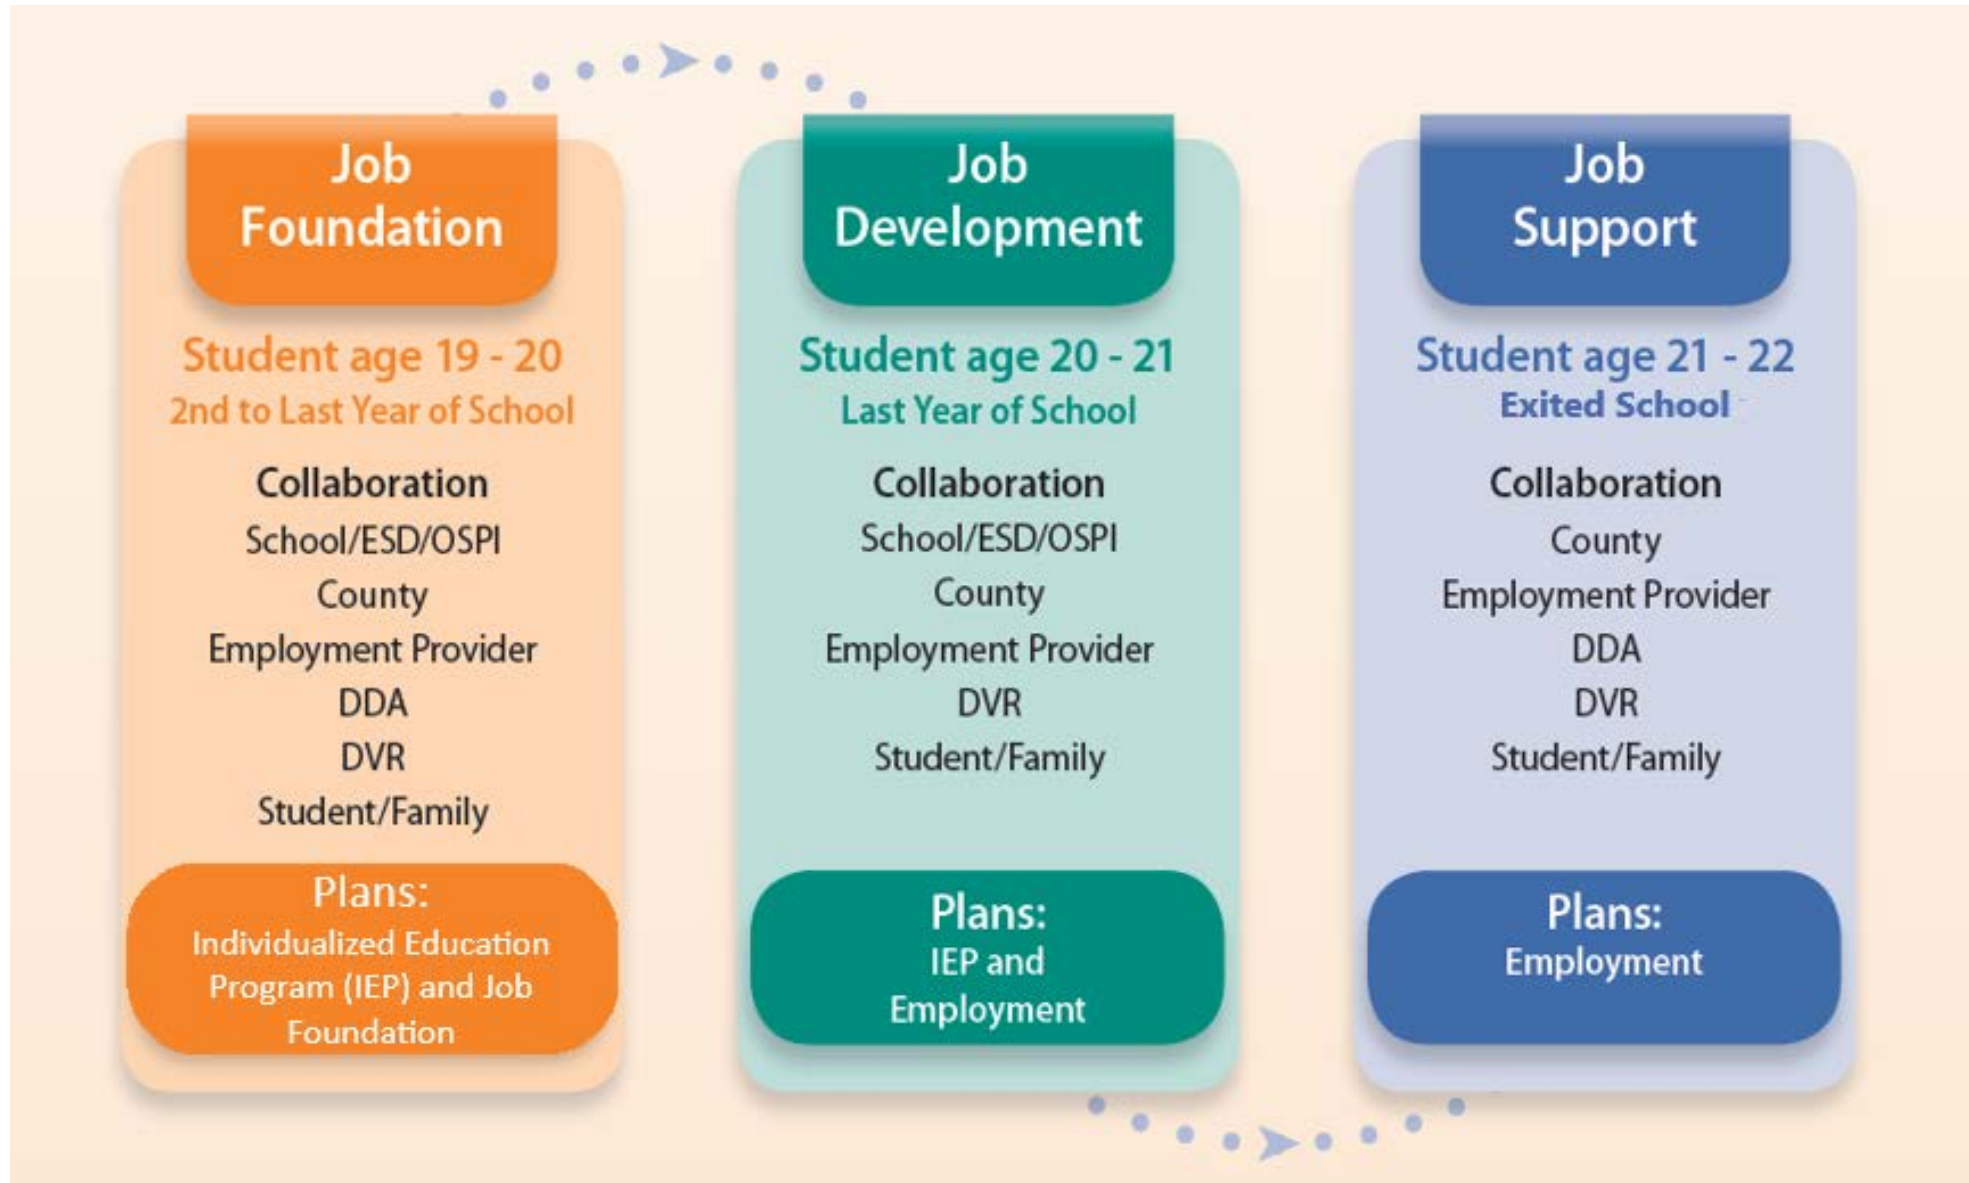 Job
Foundation
Student age 19 - 20
2nd to Last Year of School
Collaboration
School/ESD/OSPI
County
Employment Provider
DDA
DVR
Student/Family
Plans:
Individualized Education
Program (IEP) and Job
Foundation
Job
Development
Student age 20 - 21
Last Year of School
Collaboration
School/ESD/OSPI
County
Employment Provider
DVR
Student/Family
Plans:
IEP and
Employment
Job
Support
Student age 21 - 22
Exited School
Collaboration
County
Employment Provider
DDA
DVR
Student/Family
Plans:
Employment